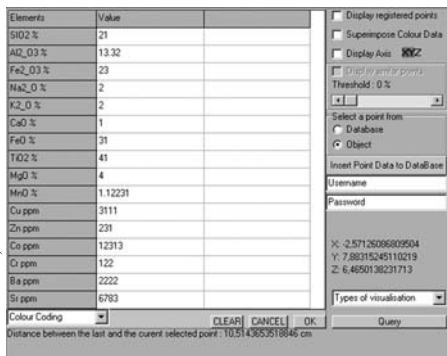 Elements Value
SIO2 % 21
Al2_O3% 13.32
Fe2_03 % 23
Na2_O % 2
K2_O % 2
CaO % 1
FeO % 31
TiO2 % 41
MgO % 4
MnO % 1.12231
Cu ppm 3111
Zn ppm 231
Co ppm 12313
Cr ppm 122
Ba ppm 2222
Sr ppm 6783
Colour Coding CLEAR CANCEL OK
Distance between the last and the curent selected point : 10,5143653518846 cm
Display registered points
Superimpose Colour Data
Display Axis XYZ
Display similar points
Threshold : 0 %
Select a point from
Database
Object
Insert Point Data to DataBase
Username
Password
X: -2,57126086809504
Y: 7,88315245110219
Z: 6,4650138231713
Types of visualisation
Query